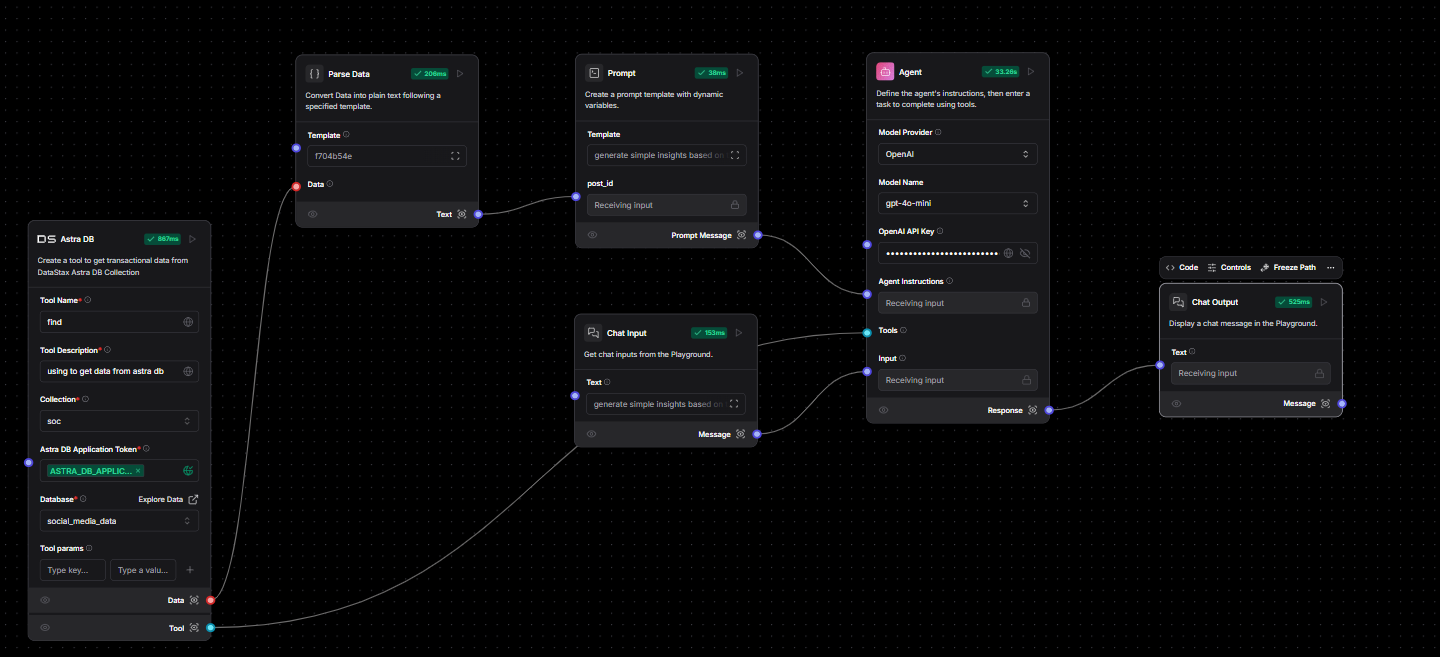 Astra DB
867ms
Create a tool to get transactional data from
DataStax Astra DB Collection
Tool Name*
find
Tool Description*
using to get data from astra db
Collection*
soc
Astra DB Application Token*
ASTRA_DB_APPLIC... ×
Database*
Explore Data
social_media_data
Tool params
Type key...
Type a valu...
Data
Tool
Parse Data
206ms
Convert Data into plain text following a
specified template.
Template
f704b54e
Data
Text
Prompt
38ms
Create a prompt template with dynamic
variables.
Template
generate simple insights based on
post_id
Receiving input
Prompt Message
Chat Input
153ms
Get chat inputs from the Playground.
Text
generate simple insights based on
Message
Agent
33.26s
Define the agent's instructions, then enter a
task to complete using tools.
Model Provider
OpenAI
Model Name
gpt-4o-mini
OpenAI API Key
Agent Instructions
Receiving input
Tools
Input
Receiving input
Response
Code
Controls
Freeze Path
Chat Output
525ms
Display a chat message in the Playground.
Text
Receiving input
Message